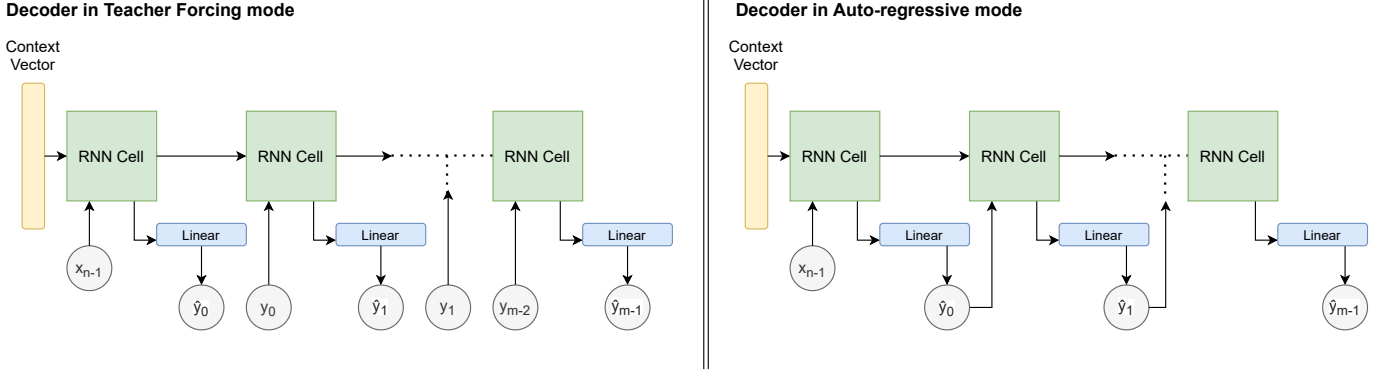 Decoder in Teacher Forcing mode
Context
Vector
RNN Cell
RNN Cell
RNN Cell
Linear
Linear
Linear
xn-1
ŷ0
y0
ŷ1
y1
ym-2
ŷm-1
Decoder in Auto-regressive mode
Context
Vector
RNN Cell
RNN Cell
RNN Cell
Linear
Linear
Linear
xn-1
ŷ0
ŷ1
ŷm-1